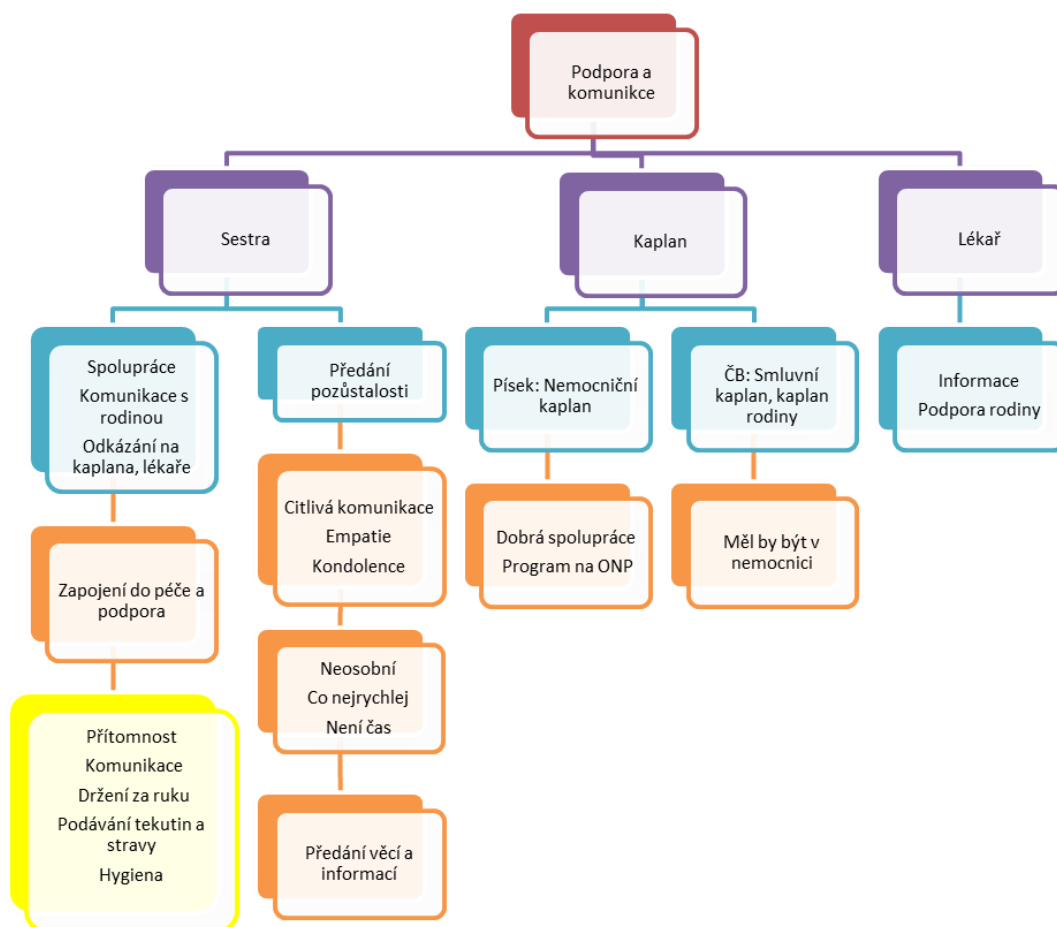 Podpora a
komunikce
Sestra
Kaplan
Lékař
Spolupráce
Komunikace s
rodinou
Odkázání na
kaplana, lékaře
Předání
pozůstalosti
Písek: Nemocniční
kaplan
ČB: Smluvní
kaplan, kaplan
rodiny
Informace
Podpora rodiny
Zapojení do péče a
podpora
Citlivá komunikace
Empatie
Kondolence
Dobrá spolupráce
Program na ONP
Měl by být v
nemocnici
Neosobní
Co nejrychlej
Není čas
Přítomnost
Komunikace
Držení za ruku
Podávání tekutin a
stravy
Hygiena
Předání věcí a
informací